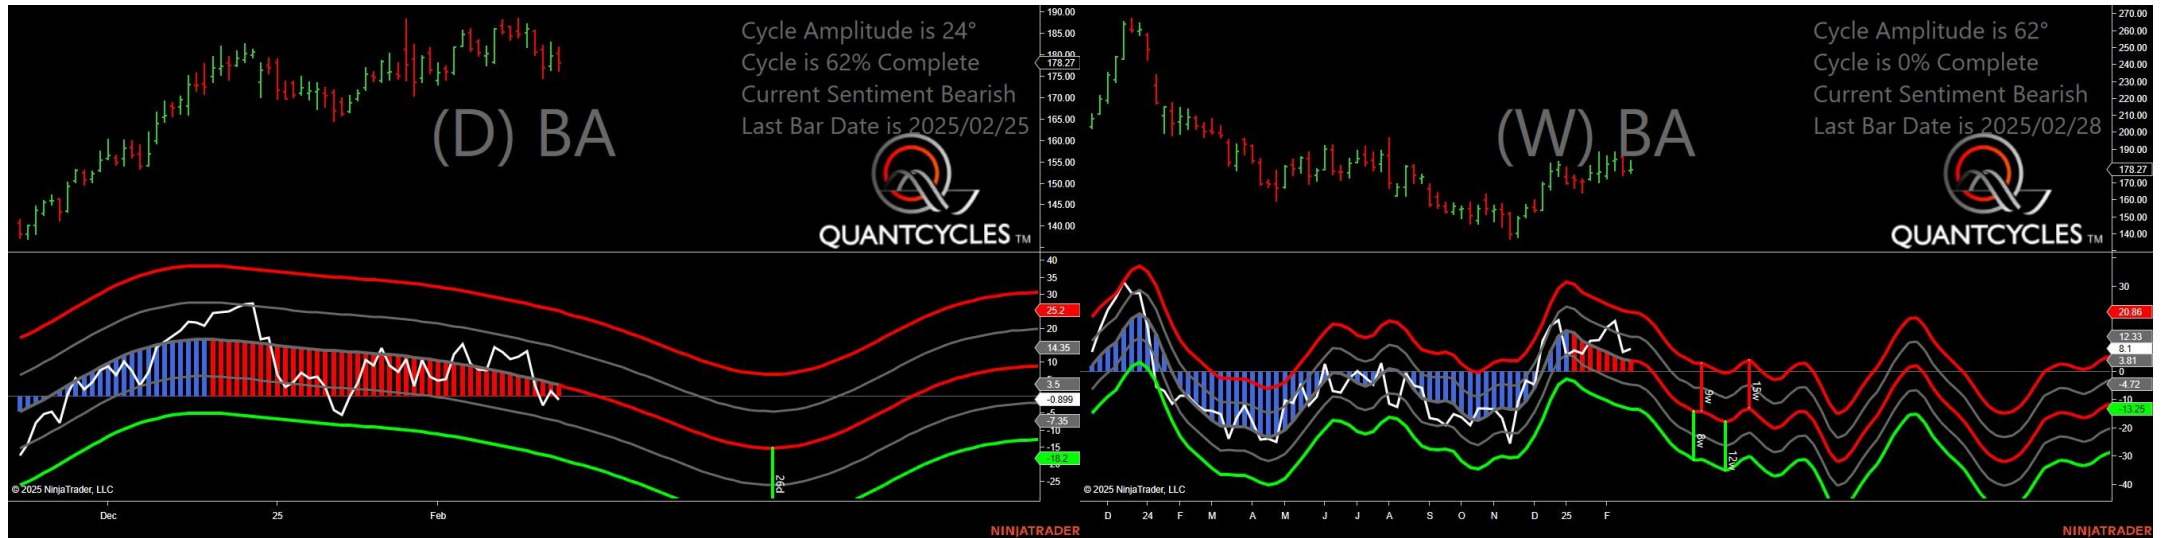 Cycle Amplitude is 24°
Cycle is 62% Complete
Current Sentiment Bearish
Last Bar Date is 2025/02/25
(D) BA
QUANTCYCLES TM
190.00
185.00
180.00
178.27
175.00
170.00
165.00
160.00
155.00
150.00
145.00
140.00
40
35
30
25.2
20
14.35
10
3.5
-0.899
-5
-7.35
-10
-15
-18.2
-25
26d
© 2025 NinjaTrader, LLC
Dec
25
Feb
NINJATRADER
Cycle Amplitude is 62°
Cycle is 0% Complete
Current Sentiment Bearish
Last Bar Date is 2025/02/28
(W) BA
QUANTCYCLES TM
270.00
260.00
250.00
240.00
230.00
220.00
210.00
200.00
190.00
178.27
170.00
160.00
150.00
140.00
30
20.86
12.33
8.1
3.81
0
-4.72
-10
-13.25
-20
-30
-40
9w
15w
8w
12w
© 2025 NinjaTrader, LLC
D 24 F M A M J J A S O N D 25 F
NINJATRADER